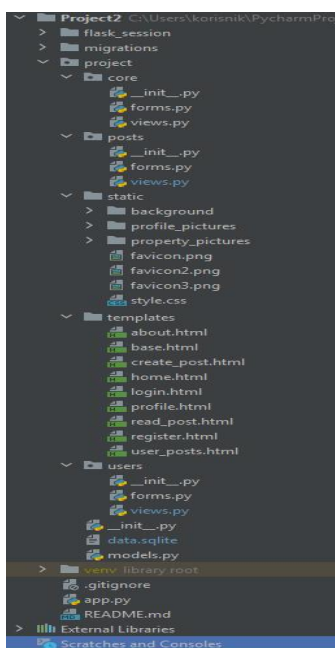 Project2 C:\Users\korisnik\PycharmPro
flask_session
migrations
project
core
__init__.py
forms.py
views.py
posts
__init__.py
forms.py
views.py
static
background
profile_pictures
property_pictures
favicon.png
favicon2.png
favicon3.png
style.css
templates
about.html
base.html
create_post.html
home.html
login.html
profile.html
read_post.html
register.html
user_posts.html
users
__init__.py
forms.py
views.py
__init__.py
data.sqlite
models.py
venv library root
.gitignore
app.py
README.md
External Libraries
Scratches and Consoles